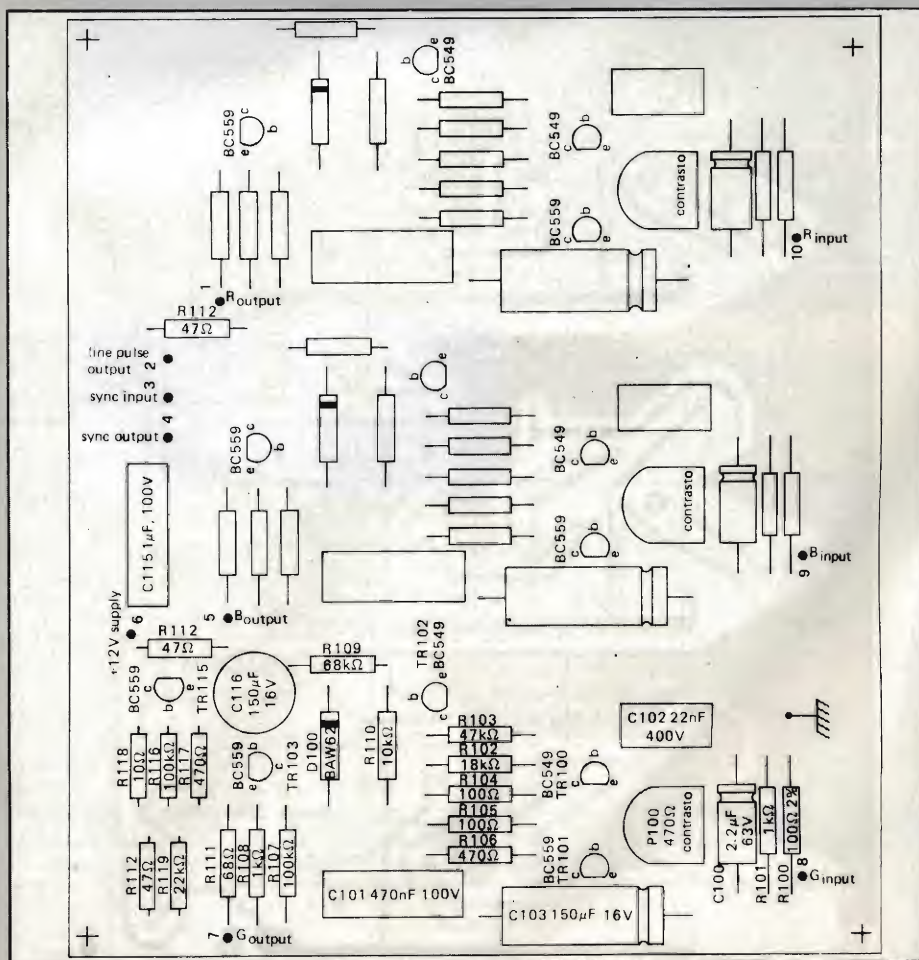 c
BC549
b
e
BC559
c
b
e
BC549
b
c
e
contrasto
BC559
c
b
e
R input
10
1
R output
R112
47Ω
line pulse
output
2
3
sync input
4
sync output
e
b
c
BC559
c
b
e
BC549
b
c
e
contrasto
BC559
c
b
e
C115 1µF, 100V
B input
9
6
+12V supply
5
B output
R112
47Ω
R109
68kΩ
TR102
BC549
e
b
c
BC559
c
e
b
TR115
C116
150µF
16V
D100
BAW62
R110
10kΩ
R103
47kΩ
R102
18kΩ
R104
100Ω
R105
100Ω
R106
470Ω
C102 22nF
400V
R118
10Ω
R116
100kΩ
R117
470Ω
BC559
e
b
c
TR103
BC549
TR100
c
b
e
P100
470Ω
contrasto
2.2µF
63V
C100
1kΩ
R101
100Ω 2%
R100
R112
47Ω
R119
22kΩ
R111
68Ω
R108
1kΩ
R107
100kΩ
BC559
TR101
c
b
e
8
G input
C101 470nF 100V
C103 150µF 16V
7
G output